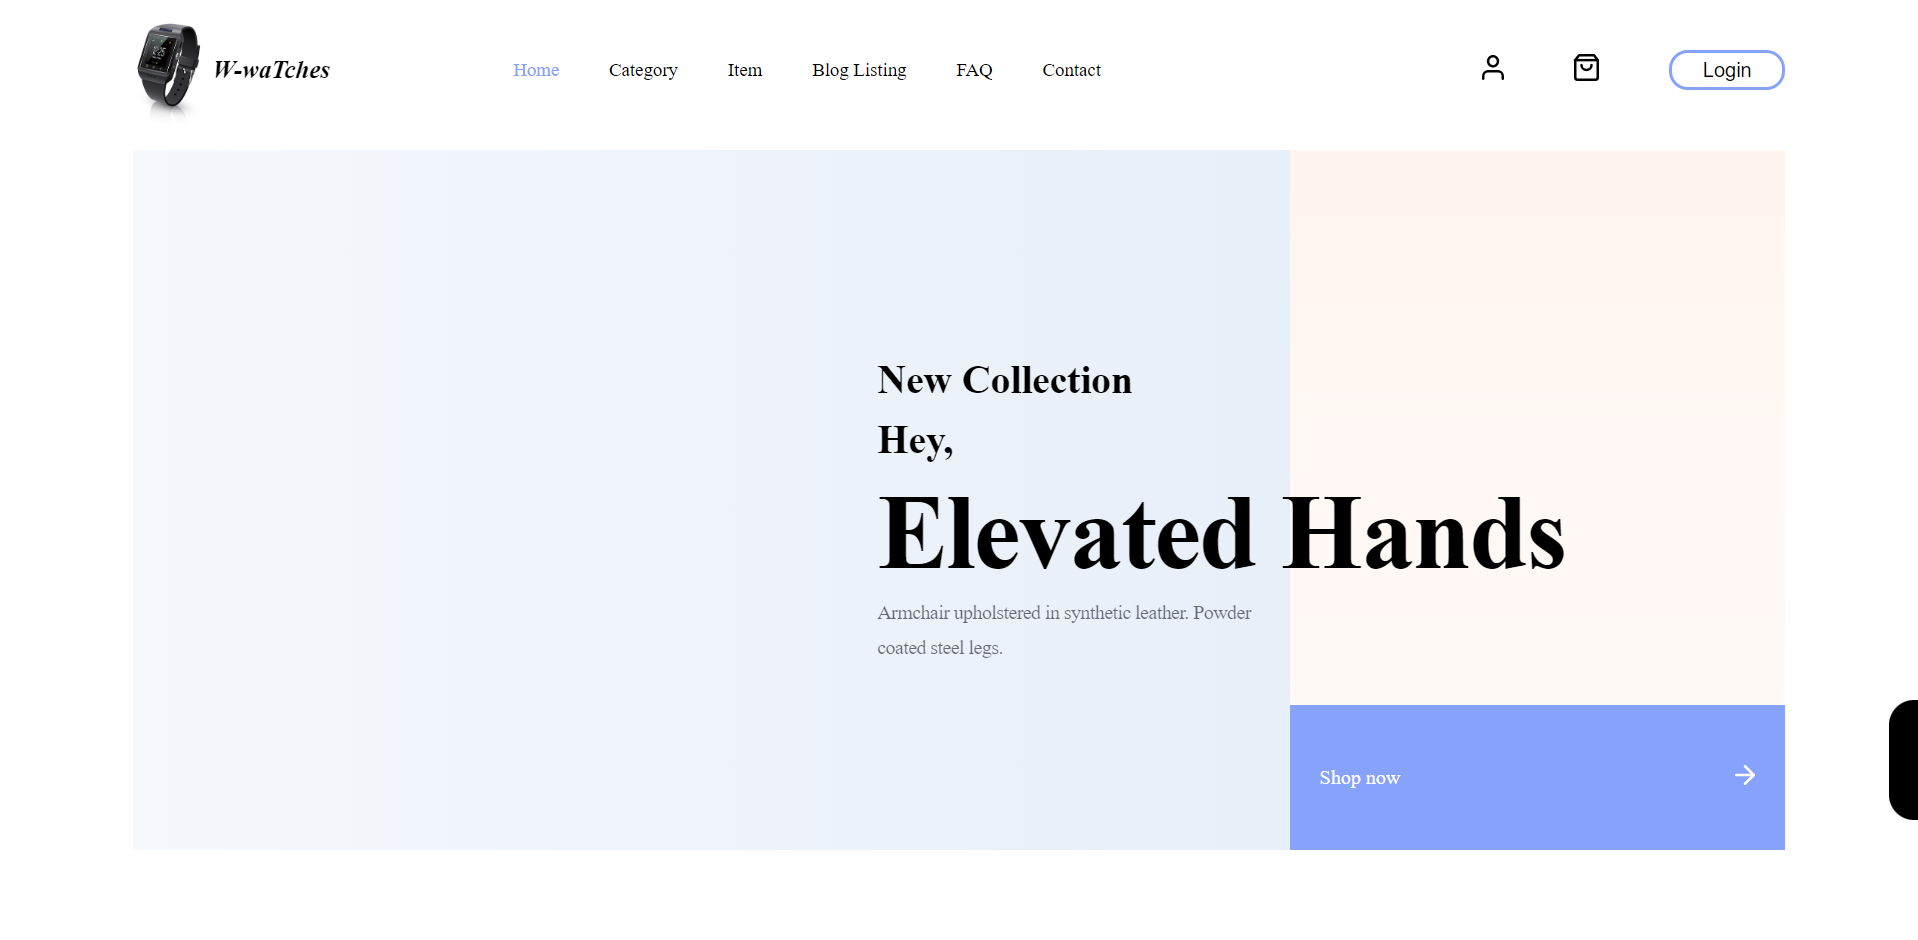 W-waTches
Home
Category
Item
Blog Listing
FAQ
Contact
Login
New Collection
Hey,
Elevated Hands
Armchair upholstered in synthetic leather. Powder
coated steel legs.
Shop now